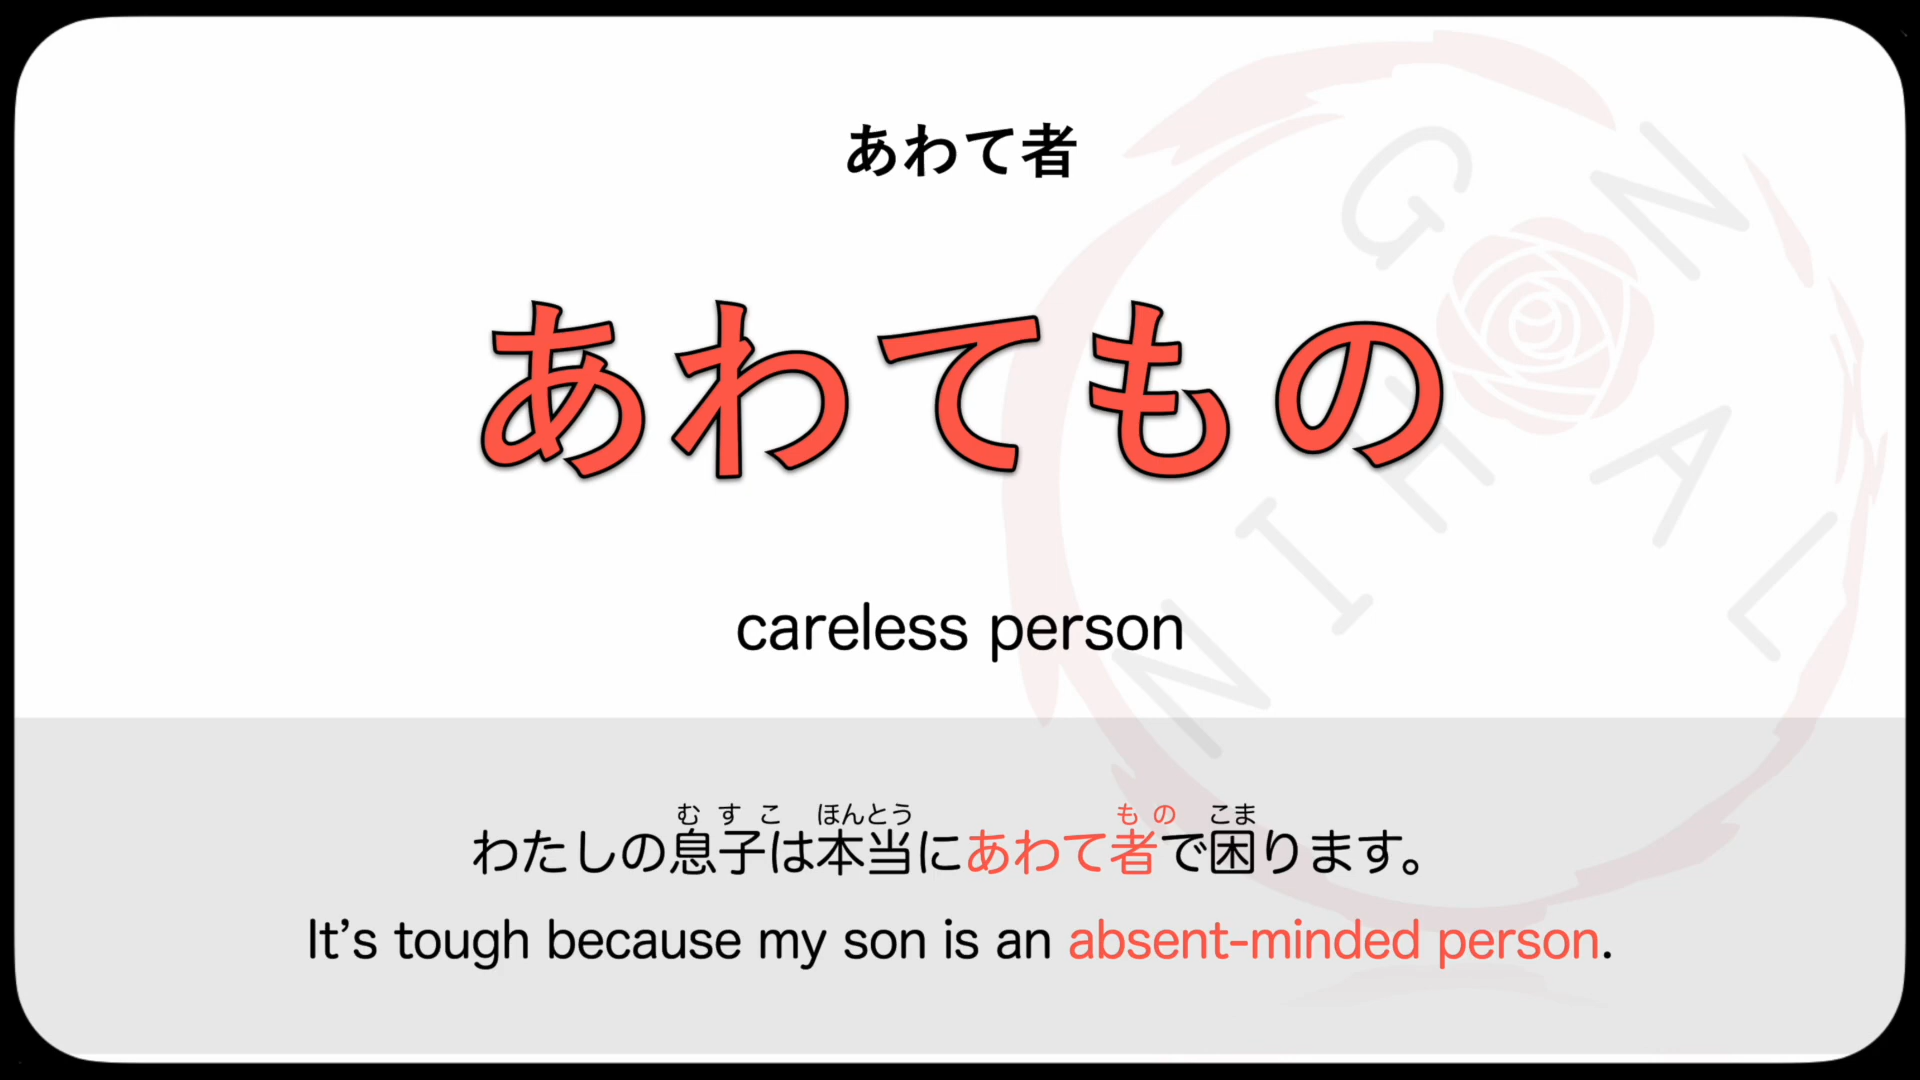 あわて者
あわてもの
careless person
むすこ ほんとう もの こま
わたしの息子は本当にあわて者で困ります。
It’s tough because my son is an absent-minded person.
NIHON
GAL